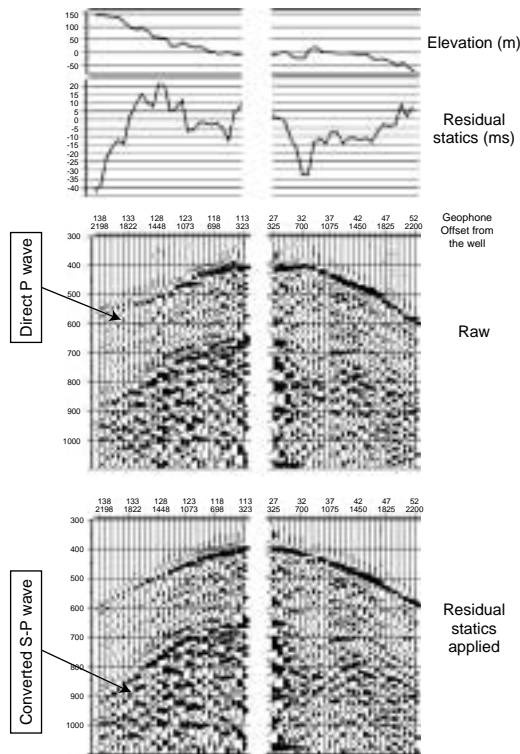 150
100
50
0
-50
Elevation (m)
20
15
10
5
0
-5
-10
-15
-20
-25
-30
-35
-40
Residual
statics (ms)
138 133 128 123 118 113 27 32 37 42 47 52
2198 1822 1448 1073 698 323 325 700 1075 1450 1825 2200
Geophone
Offset from
the well
300
400
500
600
700
800
900
1000
Direct P wave
Raw
138 133 128 123 118 113 27 32 37 42 47 52
2198 1822 1448 1073 698 323 325 700 1075 1450 1825 2200
300
400
500
600
700
800
900
1000
Converted S-P wave
Residual
statics
applied